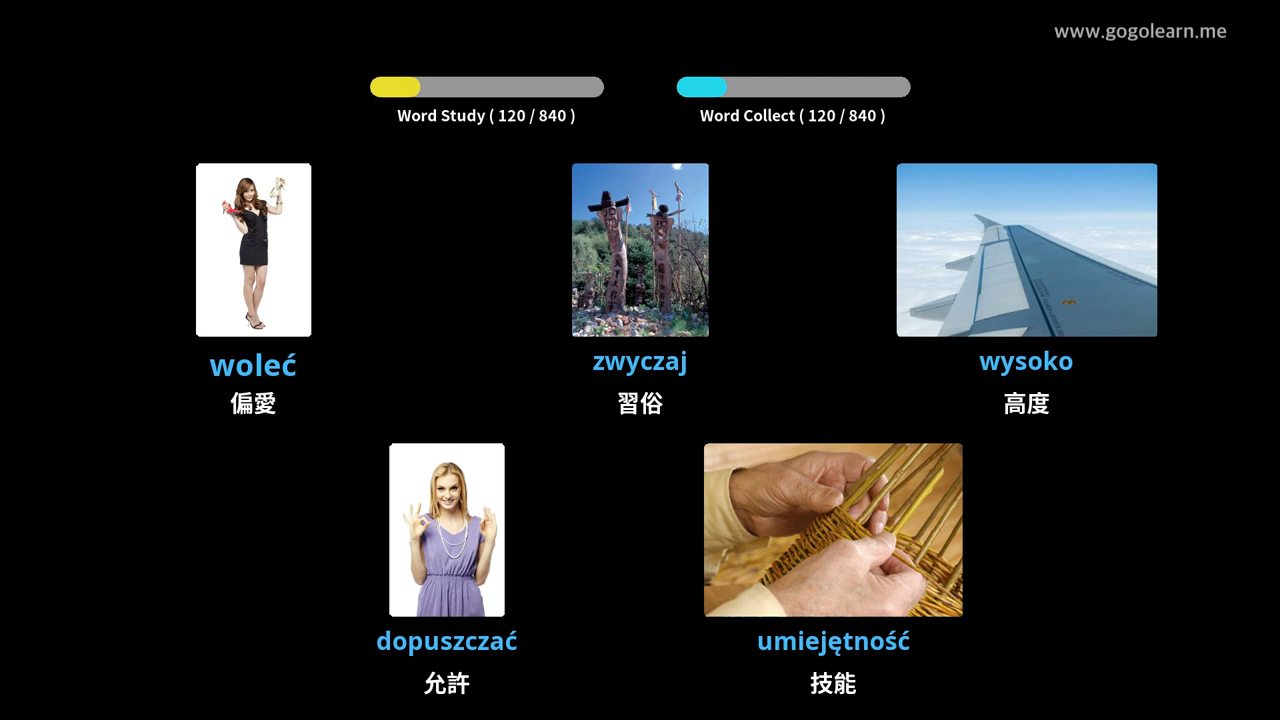 www.gogolearn.me
Word Study ( 120 / 840 )
Word Collect ( 120 / 840 )
woleć
偏愛
zwyczaj
習俗
wysoko
高度
dopuszczać
允許
umiejętność
技能